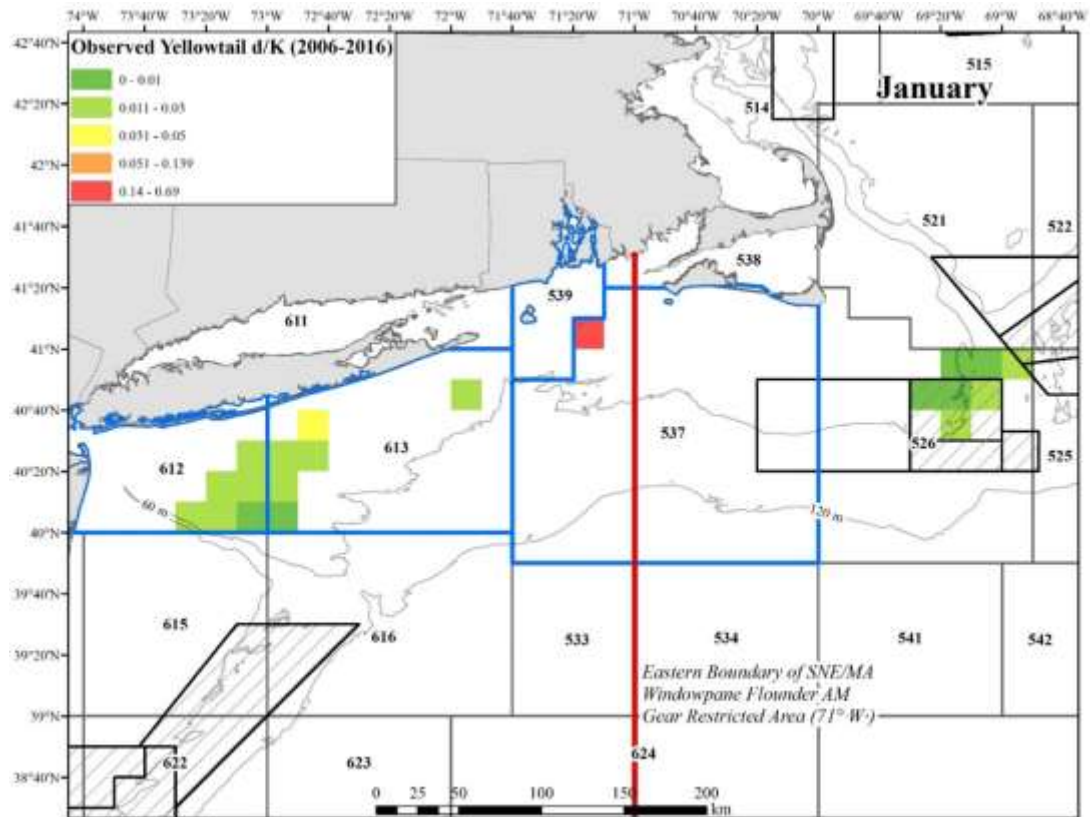 74°W 73°40'W 73°20'W 73°W 72°40'W 72°20'W 72°W 71°40'W 71°20'W 71°W 70°40'W 70°20'W 70°W 69°40'W 69°20'W 69°W 68°40'W
42°40'N
Observed Yellowtail d/K (2006-2016)
0 - 0.01
0.011 - 0.03
0.031 - 0.05
0.051 - 0.139
0.14 - 0.69
515
January
42°20'N
514
42°N
41°40'N
521
522
538
41°20'N
539
611
41°N
40°40'N
537
526
525
613
612
40°20'N
60 m
120 m
40°N
39°40'N
615
616
533
534
541
542
39°20'N
Eastern Boundary of SNE/MA
Windowpane Flounder AM
Gear Restricted Area (71° W.)
39°N
624
622
623
38°40'N
0 25 50 100 150 200
km